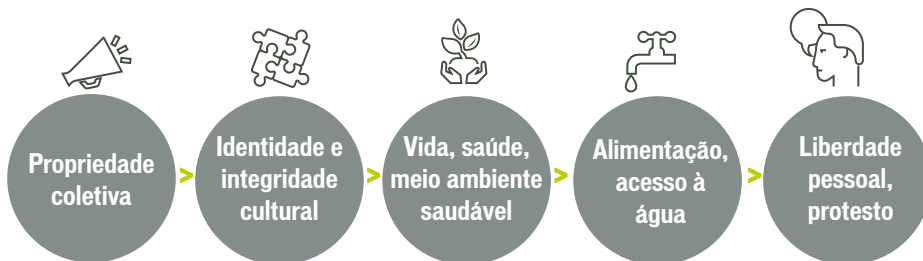 Propriedade
coletiva
>
Identidade e
integridade
cultural
>
Vida, saúde,
meio ambiente
saudável
>
Alimentação,
acesso à
água
>
Liberdade
pessoal,
protesto